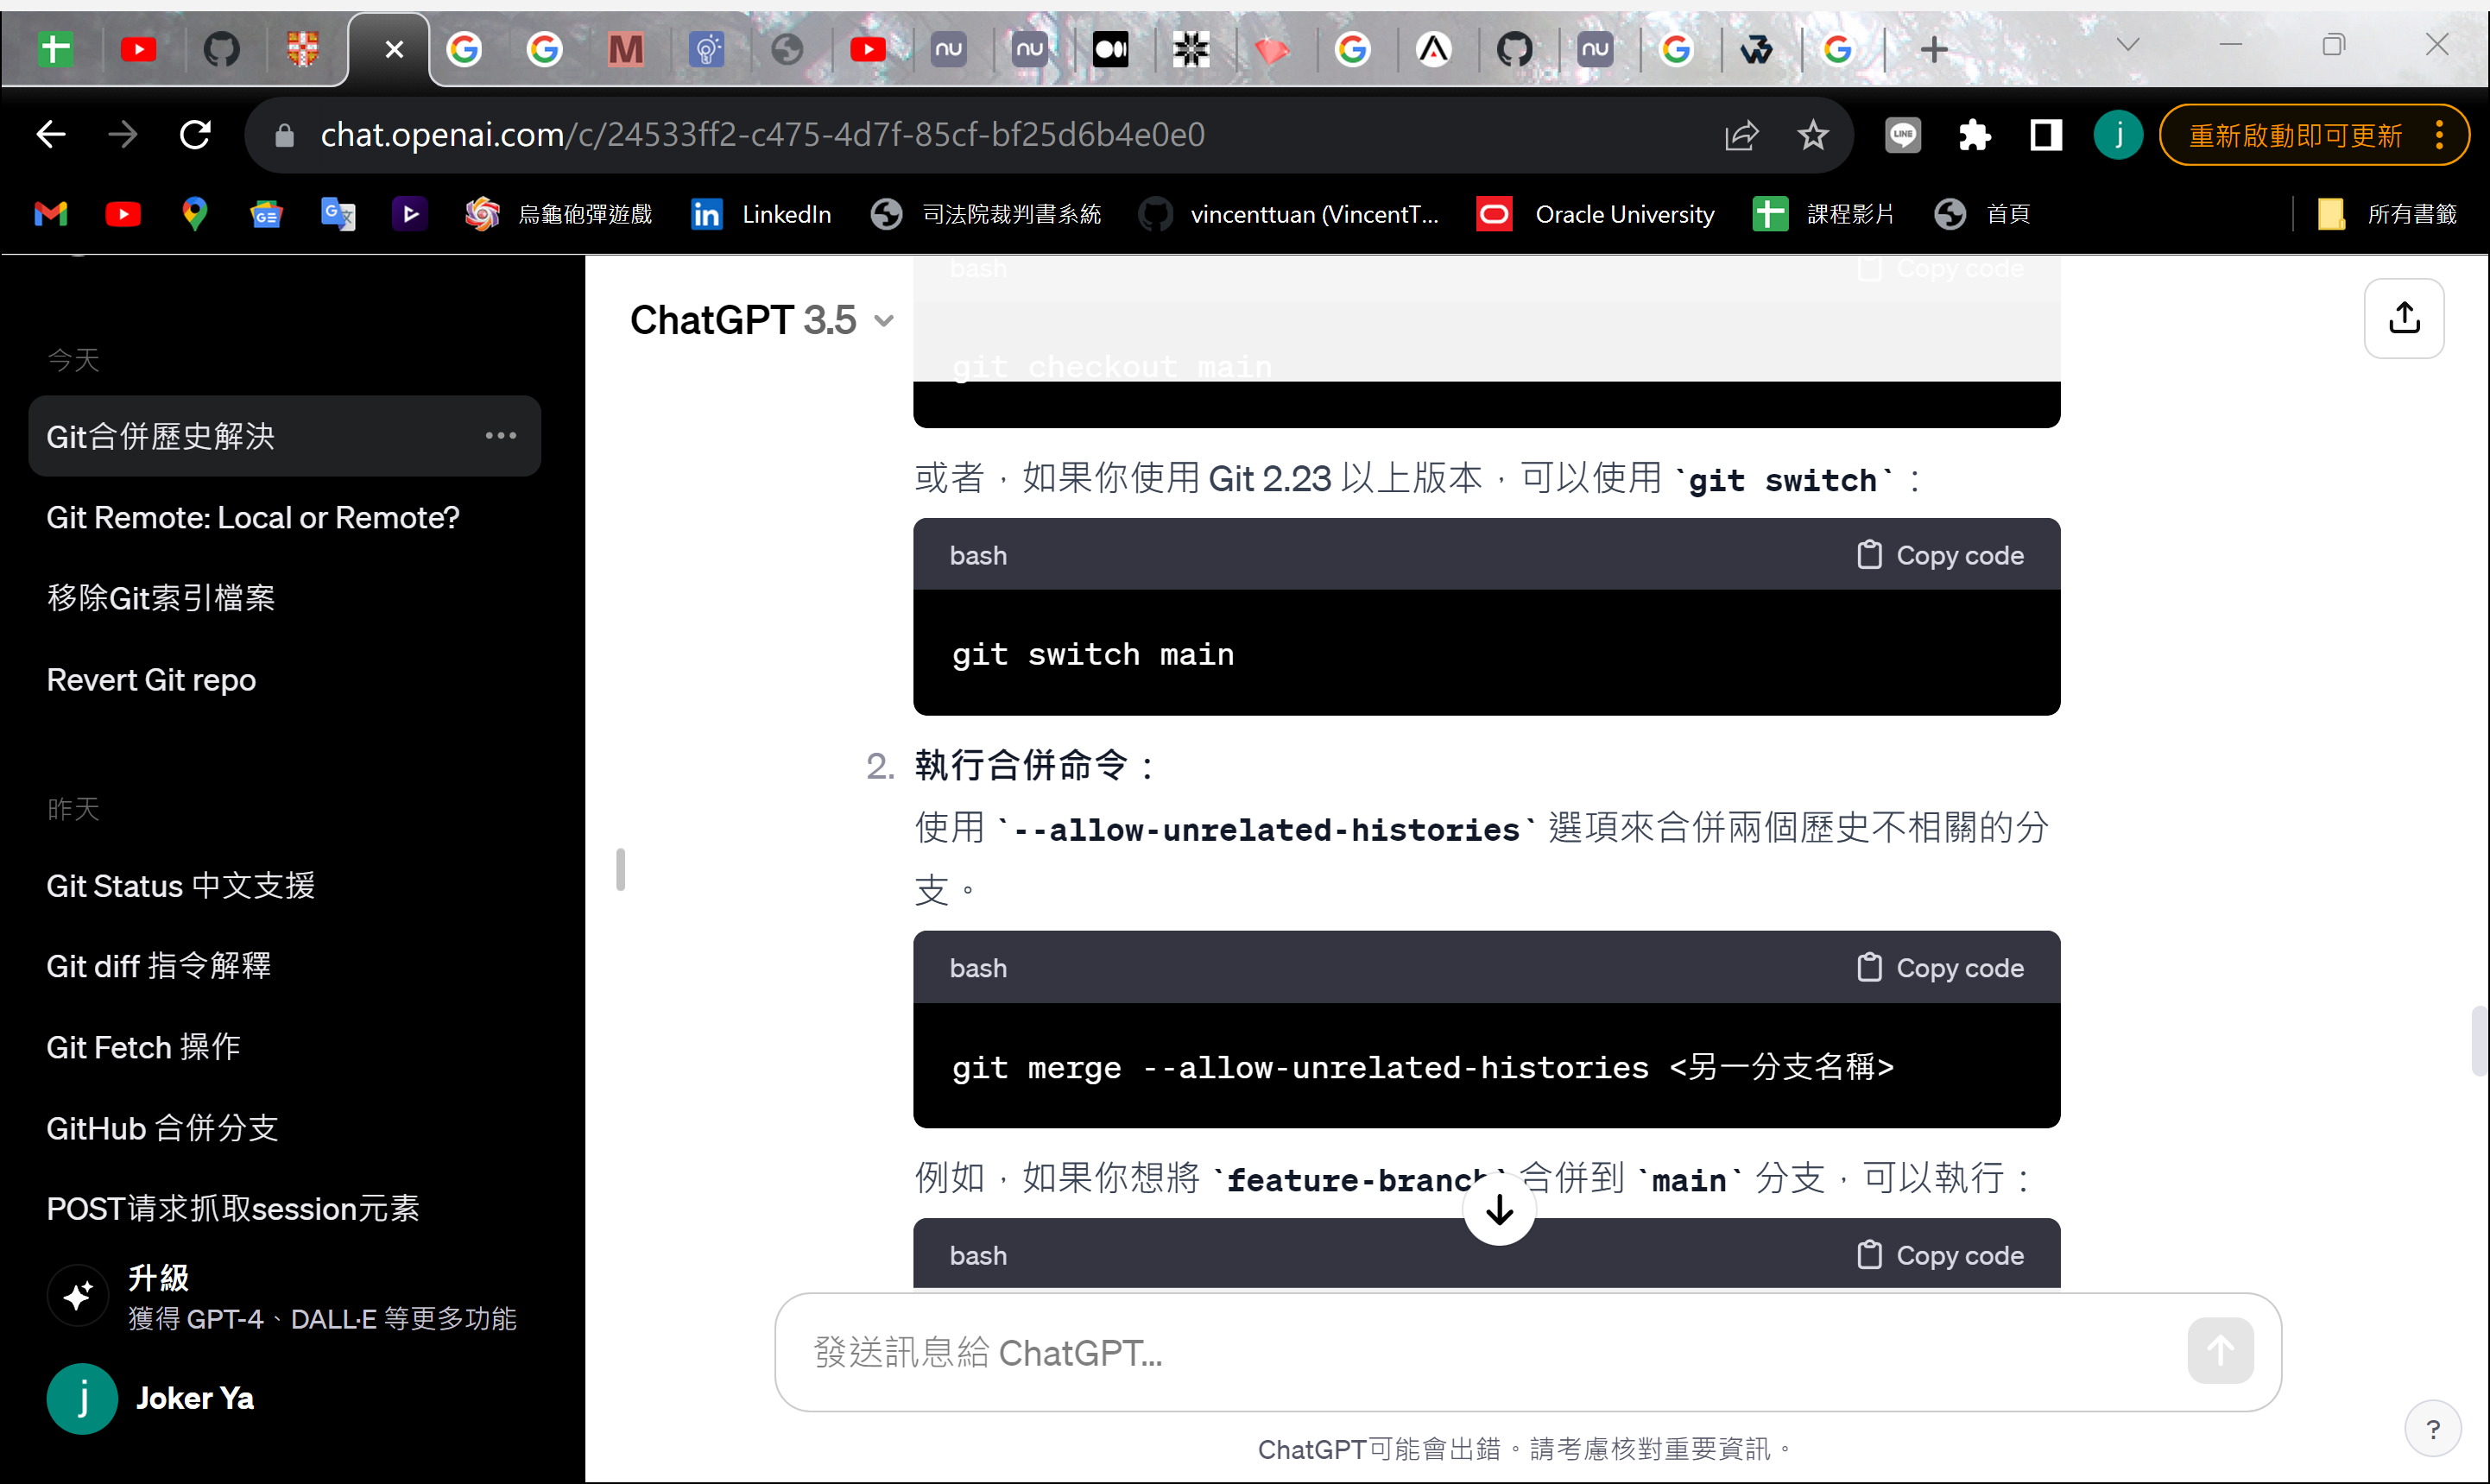 chat.openai.com/c/24533ff2-c475-4d7f-85cf-bf25d6b4e0e0
LINE
j
重新啟動即可更新
烏龜砲彈遊戲
LinkedIn
司法院裁判書系統
vincenttuan (VincentT...
Oracle University
課程影片
首頁
所有書籤
今天
Git合併歷史解決
Git Remote: Local or Remote?
移除Git索引檔案
Revert Git repo
昨天
Git Status 中文支援
Git diff 指令解釋
Git Fetch 操作
GitHub 合併分支
POST请求抓取session元素
升級
獲得 GPT-4、DALL·E 等更多功能
j
Joker Ya
ChatGPT 3.5
bash
Copy code
git checkout main
或者，如果你使用 Git 2.23 以上版本，可以使用 `git switch`：
bash
Copy code
git switch main
2. 執行合併命令：
使用 `--allow-unrelated-histories` 選項來合併兩個歷史不相關的分
支。
bash
Copy code
git merge --allow-unrelated-histories <另一分支名稱>
例如，如果你想將 `feature-branch` 合併到 `main` 分支，可以執行：
bash
Copy code
發送訊息給 ChatGPT...
ChatGPT可能會出錯。請考慮核對重要資訊。
?